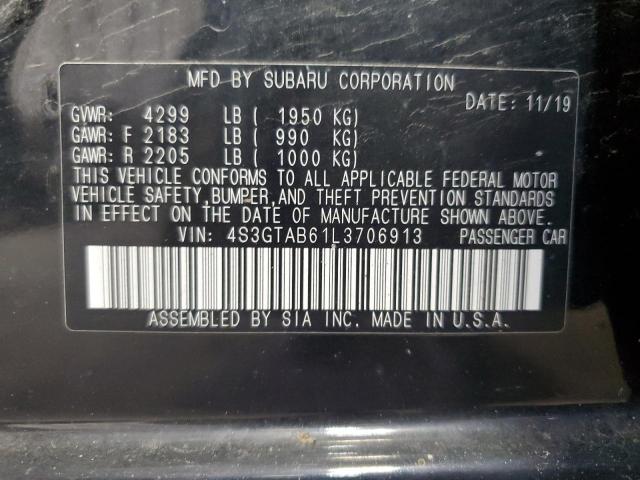 MFD BY SUBARU CORPORATION
DATE: 11/19
GVWR: 4299 LB ( 1950 KG)
GAWR: F 2183 LB ( 990 KG)
GAWR: R 2205 LB ( 1000 KG)
THIS VEHICLE CONFORMS TO ALL APPLICABLE FEDERAL MOTOR
VEHICLE SAFETY,BUMPER,AND THEFT PREVENTION STANDARDS
IN EFFECT ON THE DATE OF MANUFACTURE SHOWN ABOVE.
VIN: 4S3GTAB61L3706913 PASSENGER CAR
ASSEMBLED BY SIA INC. MADE IN U.S.A.